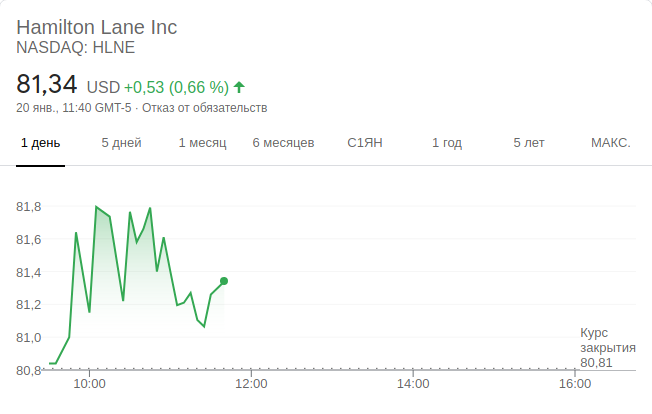 Hamilton Lane Inc
NASDAQ: HLNE
81,34 USD +0,53 (0,66 %)
20 янв., 11:40 GMT-5 · Отказ от обязательств
1 день 5 дней 1 месяц 6 месяцев С1ЯН 1 год 5 лет МАКС.
81,8
81,6
81,4
81,2
81,0
80,8
Курс
закрытия
80,81
10:00 12:00 14:00 16:00